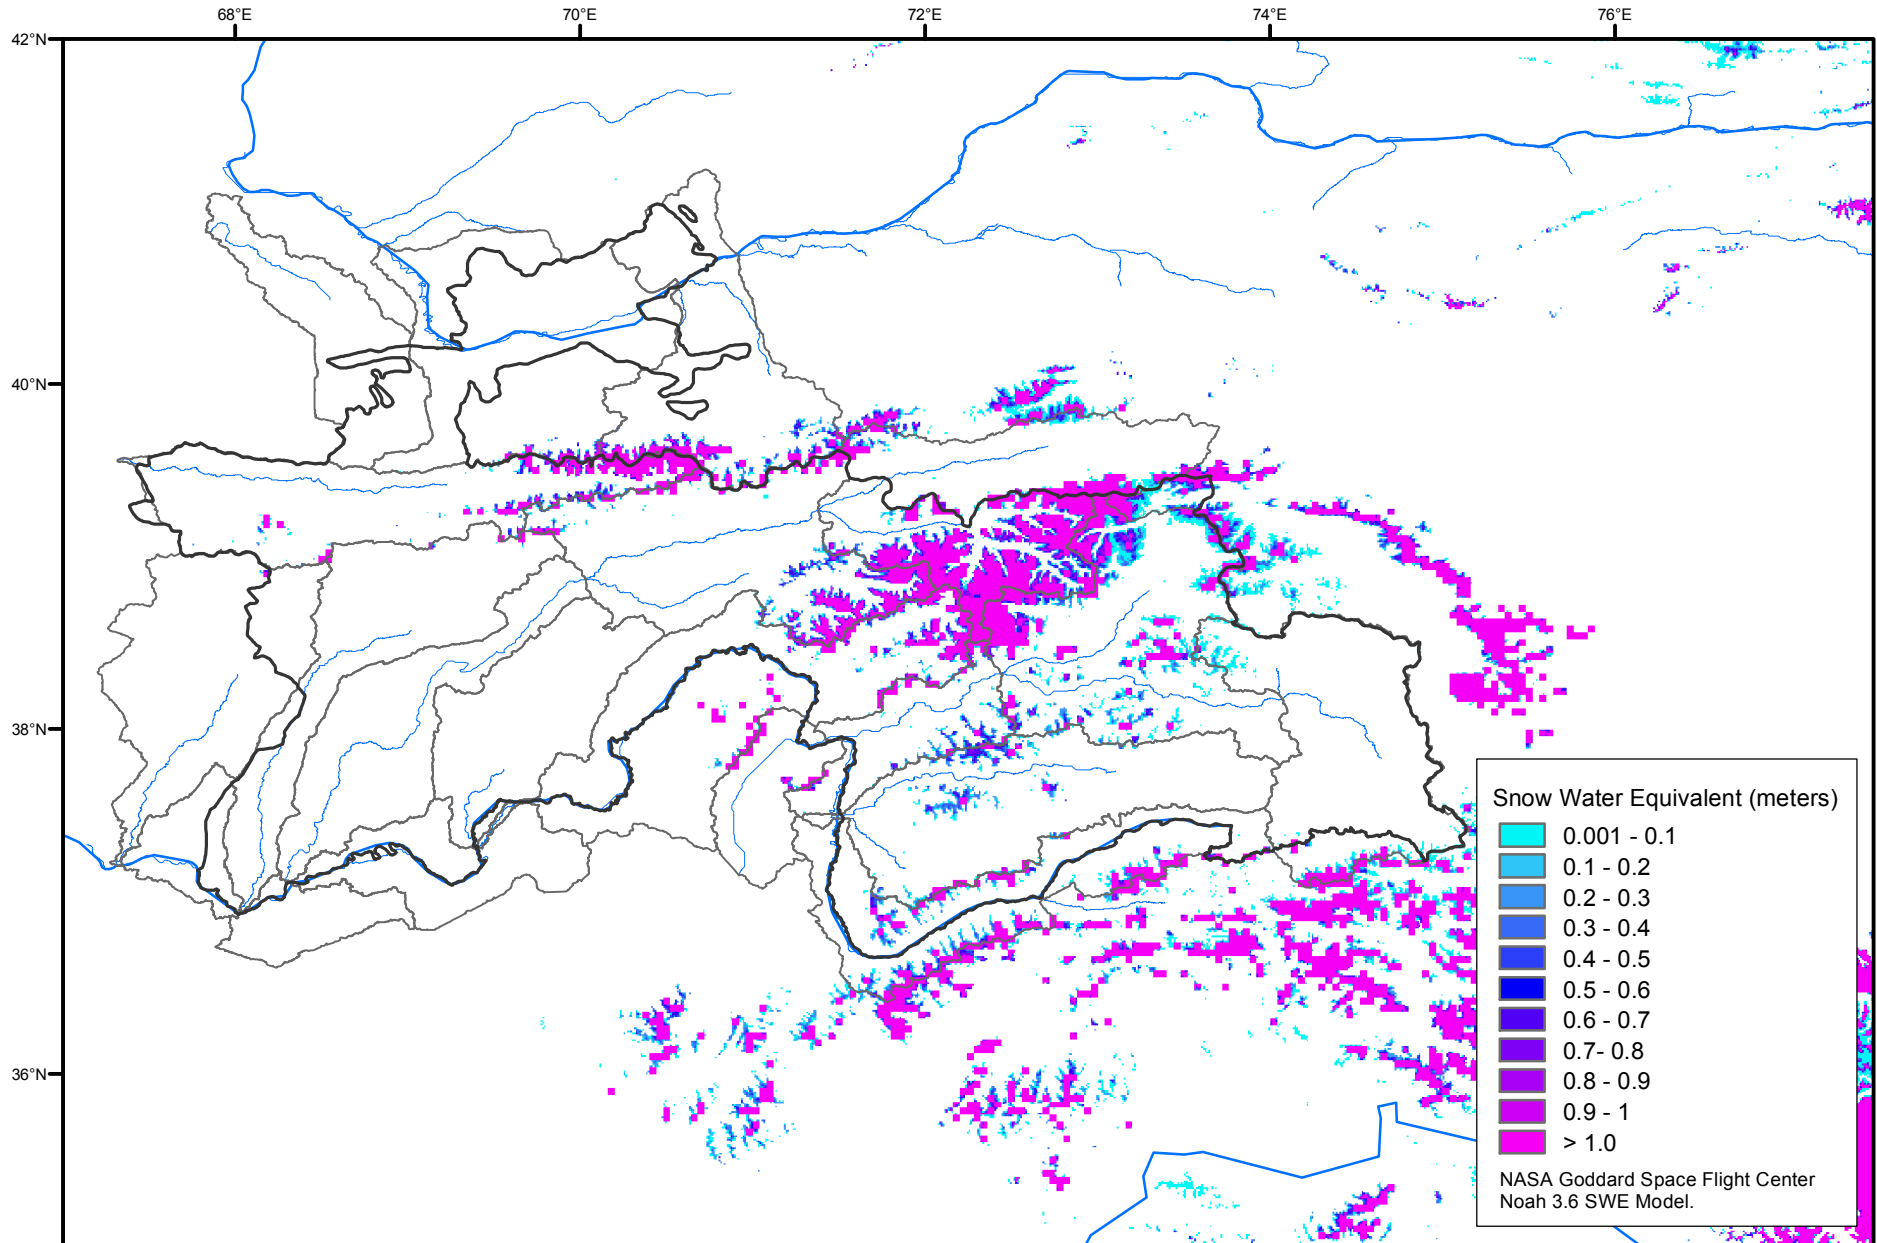 68°E 70°E 72°E 74°E 76°E
42°N
40°N
38°N
36°N
Snow Water Equivalent (meters)
0.001 - 0.1
0.1 - 0.2
0.2 - 0.3
0.3 - 0.4
0.4 - 0.5
0.5 - 0.6
0.6 - 0.7
0.7- 0.8
0.8 - 0.9
0.9 - 1
> 1.0
NASA Goddard Space Flight Center
Noah 3.6 SWE Model.